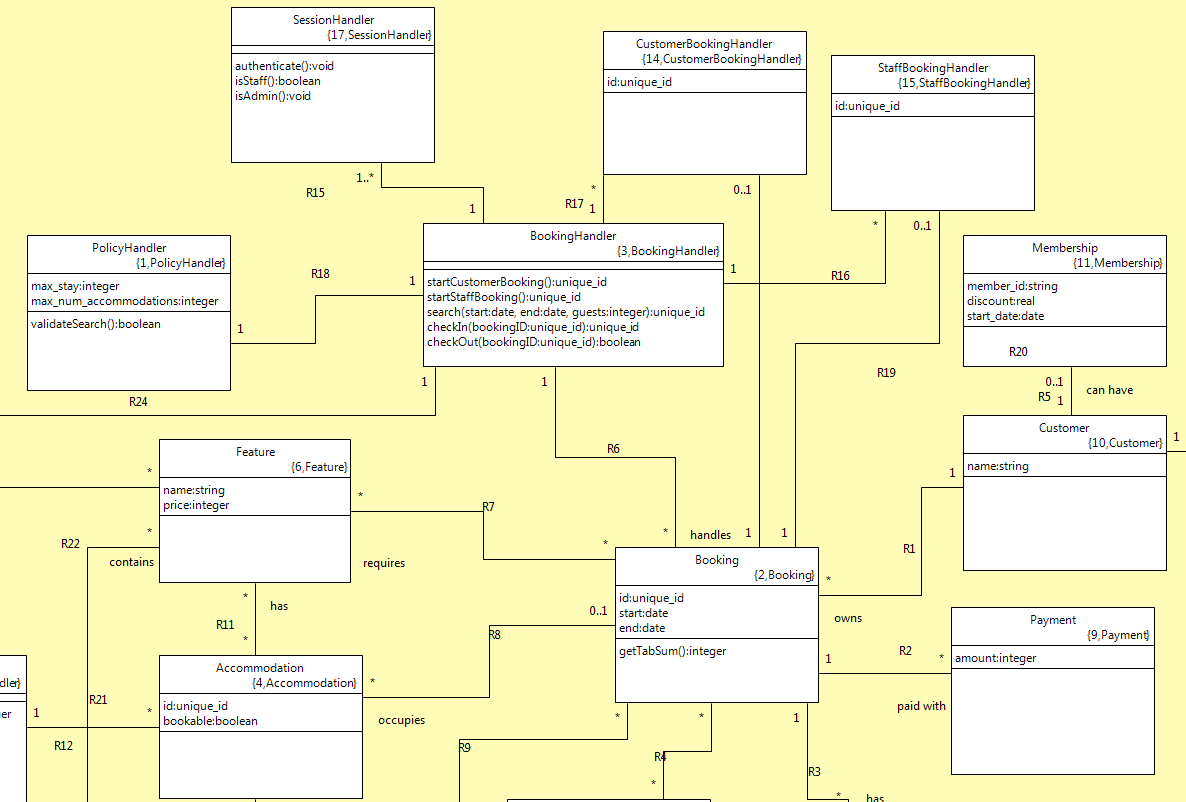 SessionHandler
{17,SessionHandler}
authenticate():void
isStaff():boolean
isAdmin():void
CustomerBookingHandler
{14,CustomerBookingHandler}
id:unique_id
StaffBookingHandler
{15,StaffBookingHandler}
id:unique_id
1..*
R15
1
*
R17
1
0..1
*
0..1
PolicyHandler
{1,PolicyHandler}
max_stay:integer
max_num_accommodations:integer
validateSearch():boolean
R18
1
1
BookingHandler
{3,BookingHandler}
startCustomerBooking():unique_id
startStaffBooking():unique_id
search(start:date, end:date, guests:integer):unique_id
checkIn(bookingID:unique_id):unique_id
checkOut(bookingID:unique_id):boolean
1
R16
Membership
{11,Membership}
member_id:string
discount:real
start_date:date
R20
R19
0..1
R5
1
can have
R24
1
1
R6
Customer
{10,Customer}
name:string
1
1
R1
Feature
{6,Feature}
name:string
price:integer
*
*
R7
*
R22
*
contains
requires
*
handles
1
1
Booking
{2,Booking}
id:unique_id
start:date
end:date
getTabSum():integer
*
owns
*
has
R11
*
0..1
R8
Payment
{9,Payment}
amount:integer
1
R2
*
paid with
Accommodation
{4,Accommodation}
id:unique_id
bookable:boolean
*
occupies
dler}
ger
1
R21
*
R12
*
R9
*
R4
*
1
R3
*
has